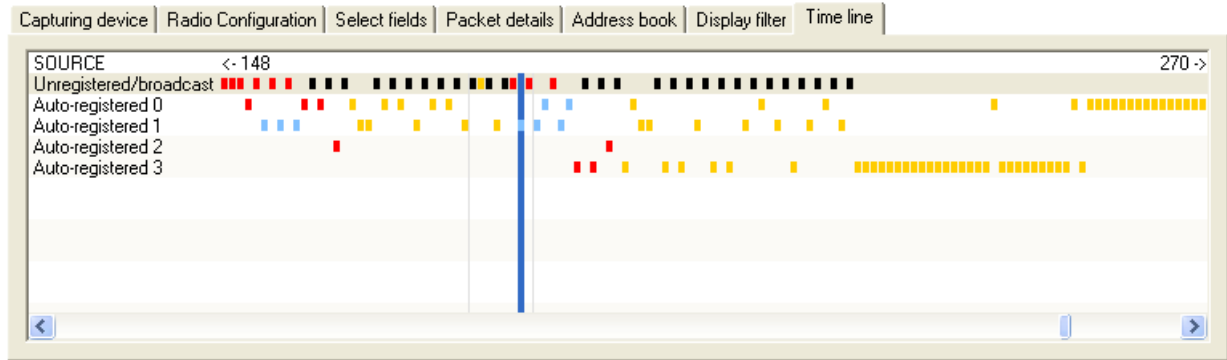 Capturing device Radio Configuration Select fields Packet details Address book Display filter Time line
SOURCE <- 148 270 ->
Unregistered/broadcast
Auto-registered 0
Auto-registered 1
Auto-registered 2
Auto-registered 3